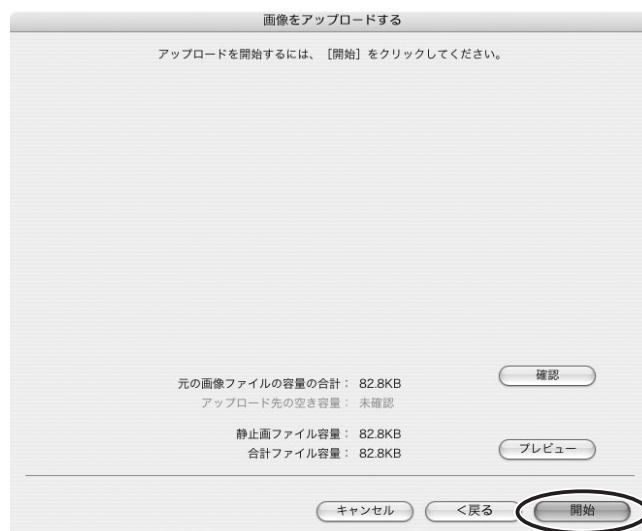 画像をアップロードする
アップロードを開始するには、［開始］をクリックしてください。
元の画像ファイルの容量の合計： 82.8KB
確認
アップロード先の空き容量： 未確認
静止画ファイル容量： 82.8KB
合計ファイル容量： 82.8KB
プレビュー
キャンセル
<戻る
開始